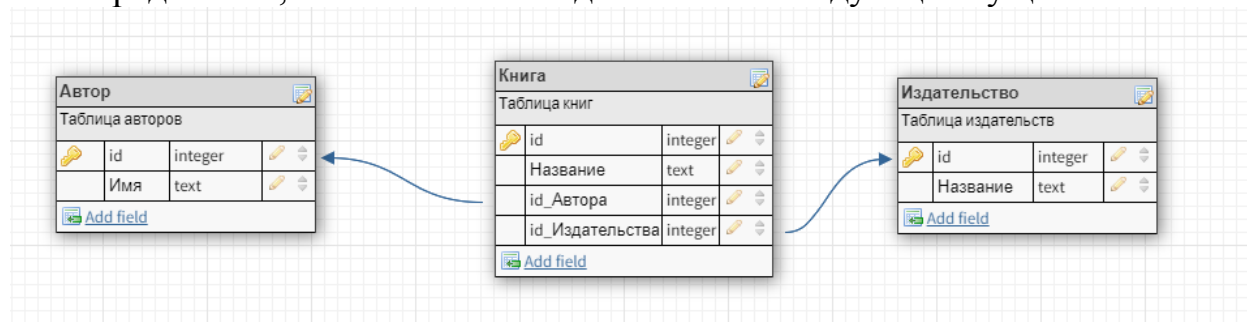 Автор
Таблица авторов
id integer
Имя text
Add field
Книга
Таблица книг
id integer
Название text
id_Автора integer
id_Издательства integer
Add field
Издательство
Таблица издательств
id integer
Название text
Add field